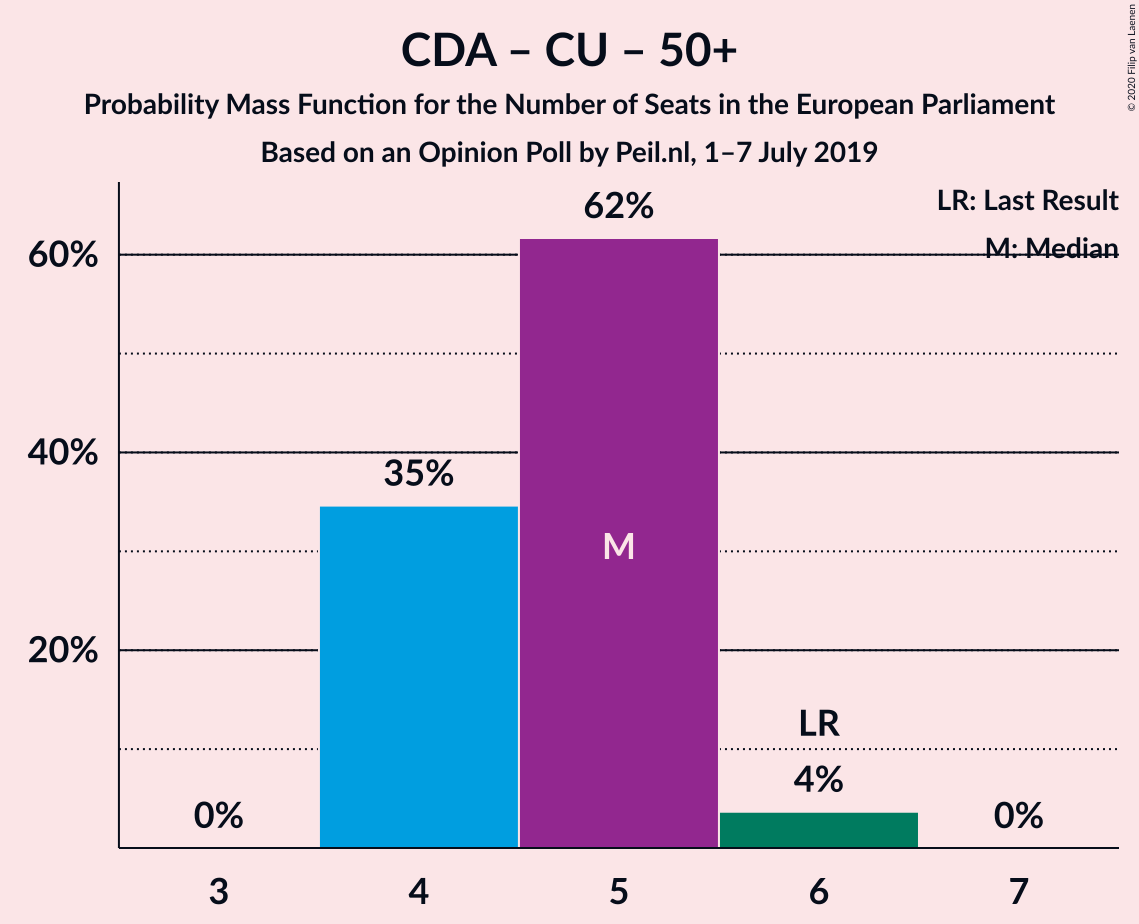 CDA – CU – 50+
Probability Mass Function for the Number of Seats in the European Parliament
Based on an Opinion Poll by Peil.nl, 1–7 July 2019
© 2020 Filip van Laenen
LR: Last Result
M: Median
62%
60%
40%
35%
M
20%
LR
4%
0%
0%
3
4
5
6
7